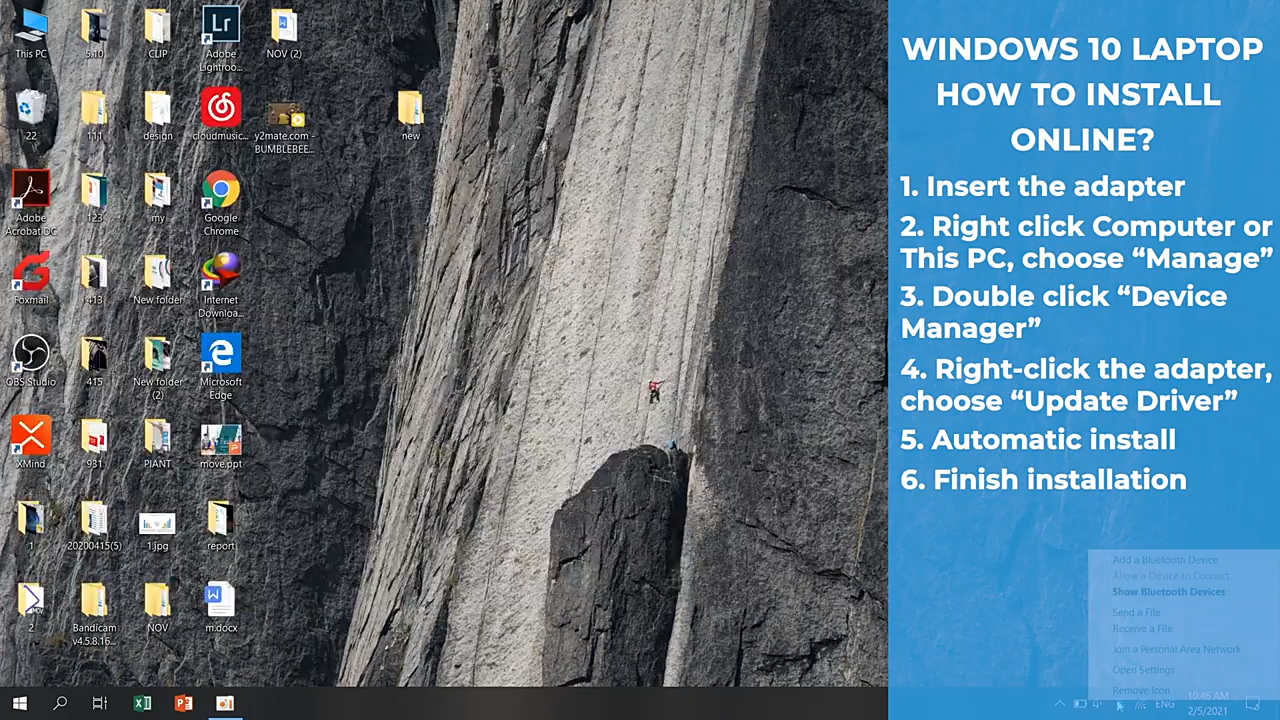 This PC
5.10
CLIP
Adobe
Lightroo...
NOV (2)
22
111
design
cloudmusic...
y2mate.com -
BUMBLEBEE...
new
Adobe
Acrobat DC
123
my
Google
Chrome
Foxmail
413
New folder
Internet
Downloa...
OBS Studio
415
New folder
(2)
Microsoft
Edge
XMind
931
PIANT
move.ppt
1
20200415(5)
1.jpg
report
2
Bandicam
v4.5.8.16...
NOV
m.docx
WINDOWS 10 LAPTOP
HOW TO INSTALL
ONLINE?
1. Insert the adapter
2. Right click Computer or
This PC, choose “Manage”
3. Double click “Device
Manager”
4. Right-click the adapter,
choose “Update Driver”
5. Automatic install
6. Finish installation
Add a Bluetooth Device
Allow a Device to Connect
Show Bluetooth Devices
Send a File
Receive a File
Join a Personal Area Network
Open Settings
Remove Icon
ENG
10:46 AM
2/5/2021